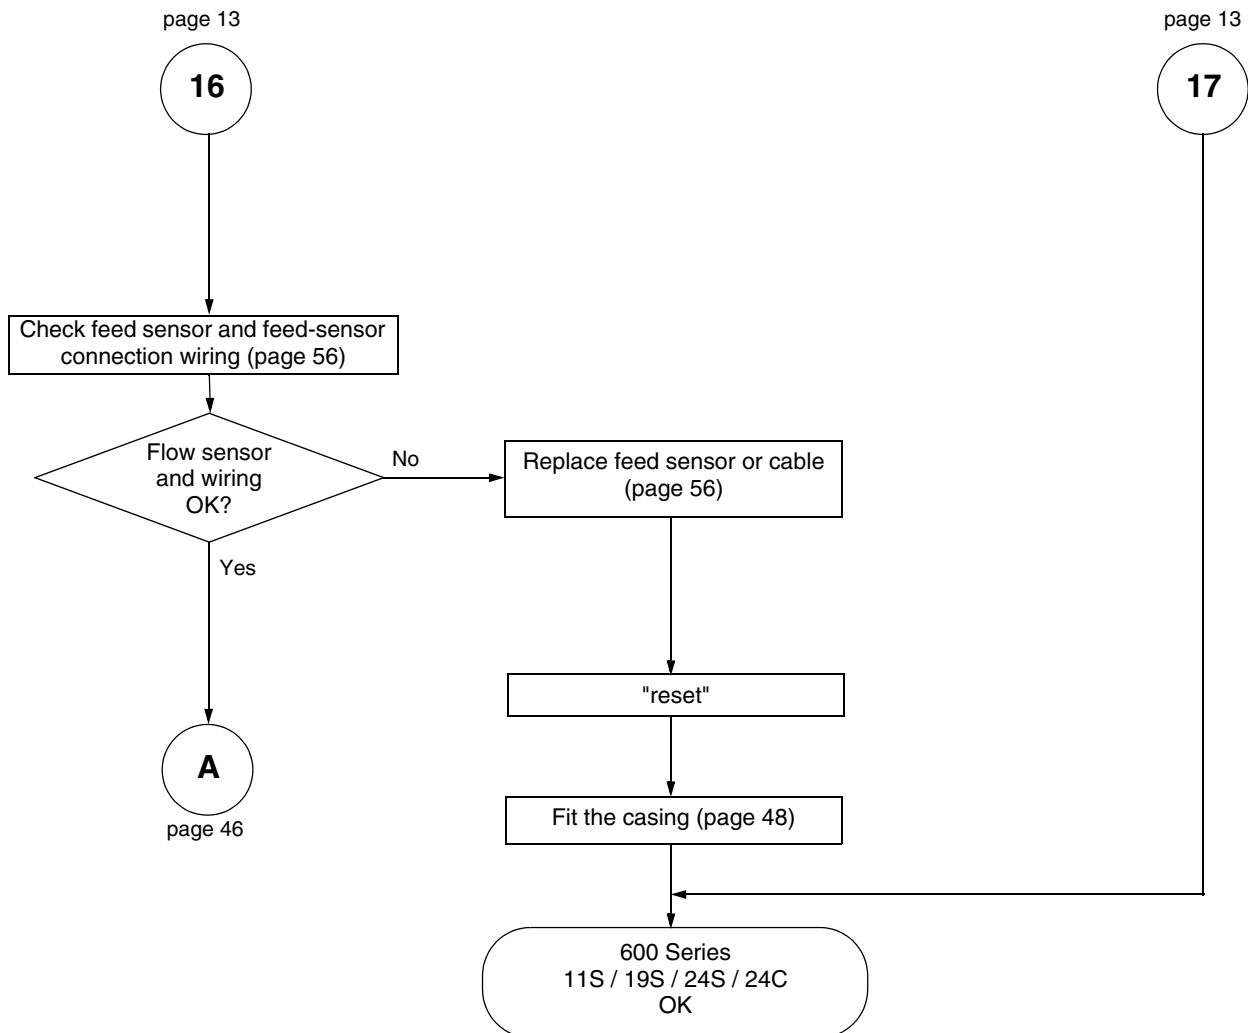 page 13
page 13
16
17
Check feed sensor and feed-sensor
connection wiring (page 56)
Flow sensor
and wiring
OK?
No
Replace feed sensor or cable
(page 56)
Yes
"reset"
A
page 46
Fit the casing (page 48)
600 Series
11S / 19S / 24S / 24C
OK